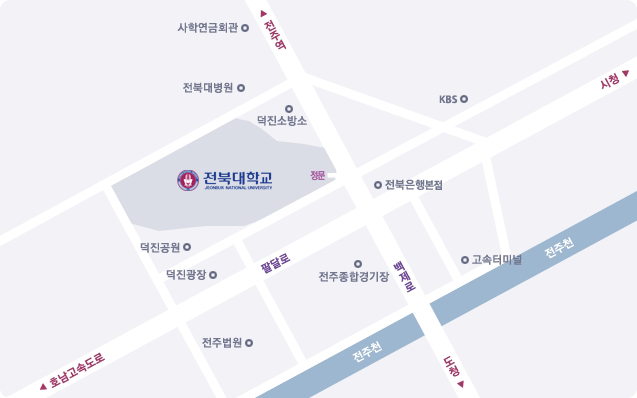 전주역
사학연금회관
시청
전북대병원
KBS
덕진소방소
전북대학교
JEONBUK NATIONAL UNIVERSITY
정문
전북은행본점
덕진공원
팔달로
백제로
고속터미널
전주천
덕진광장
전주종합경기장
전주법원
전주천
호남고속도로
도청